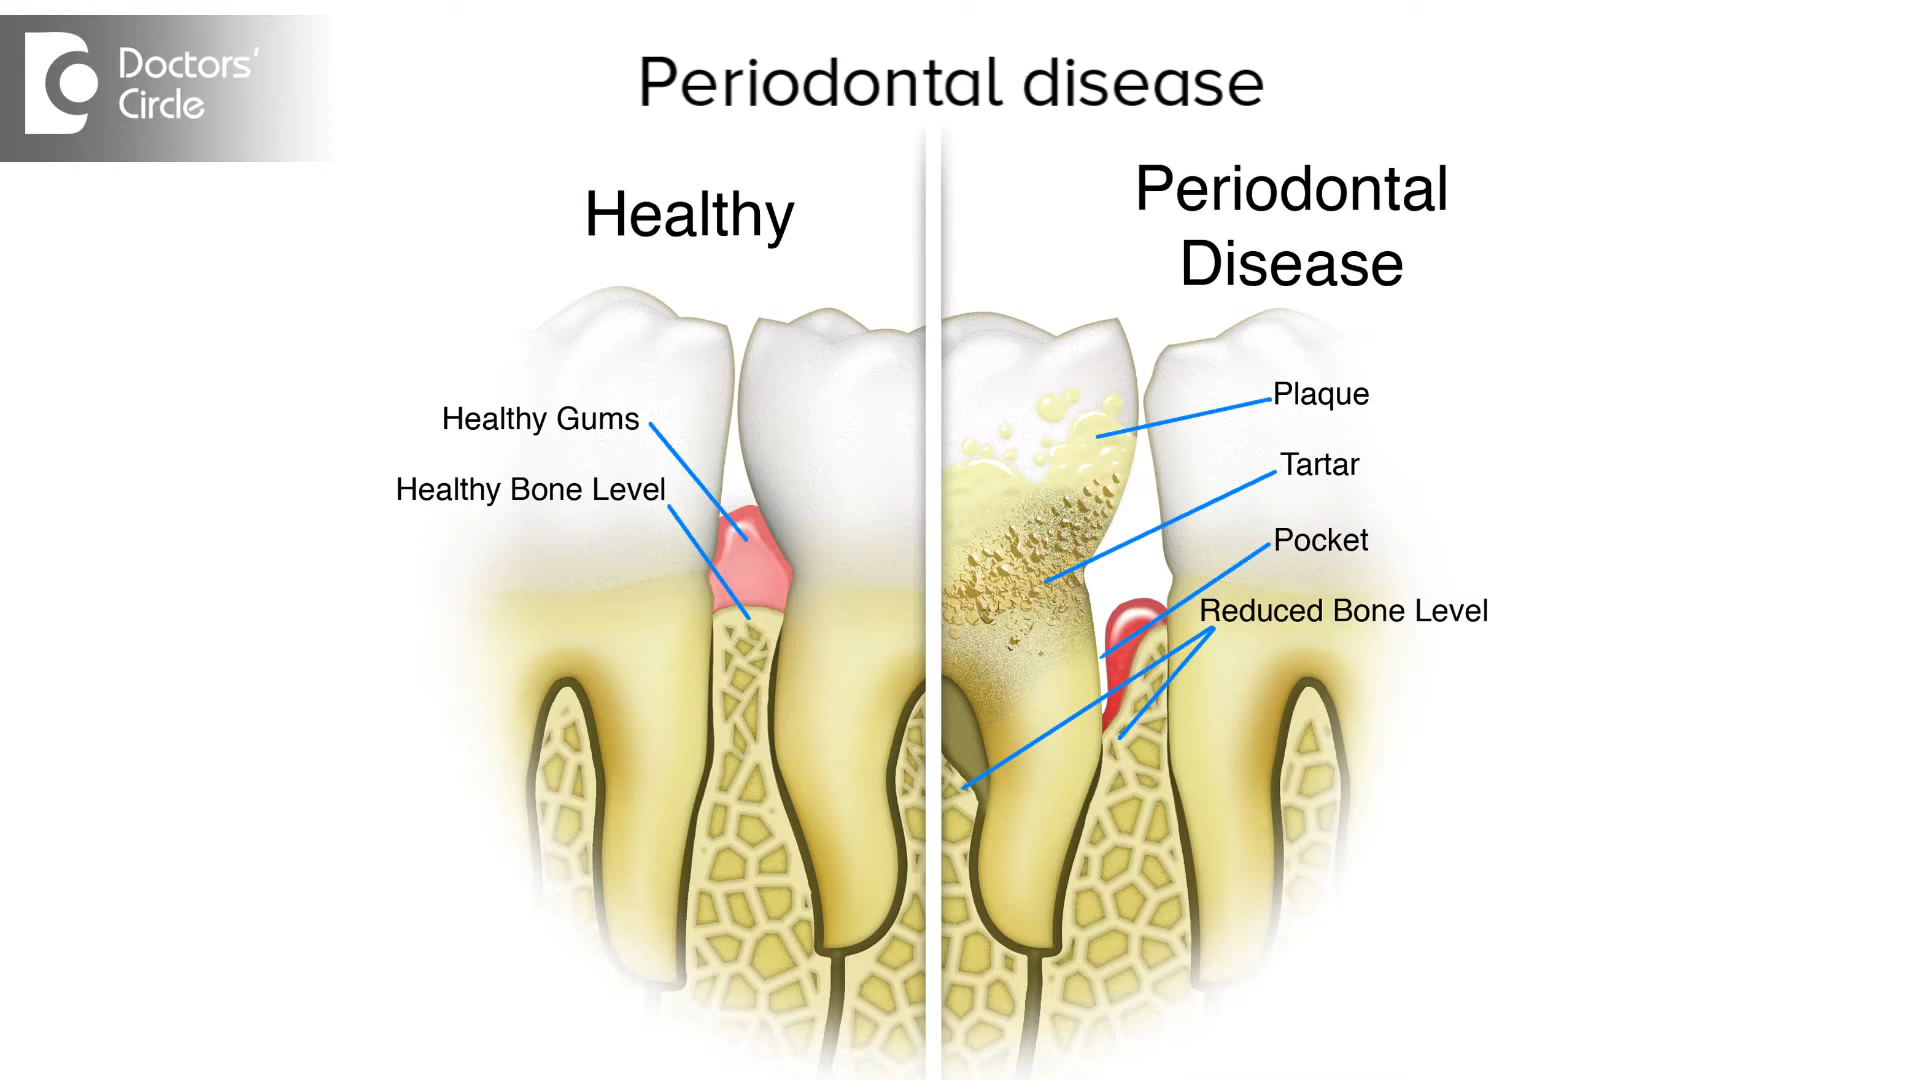 Doctors'
Circle
Periodontal disease
Healthy
Periodontal
Disease
Healthy Gums
Healthy Bone Level
Plaque
Tartar
Pocket
Reduced Bone Level